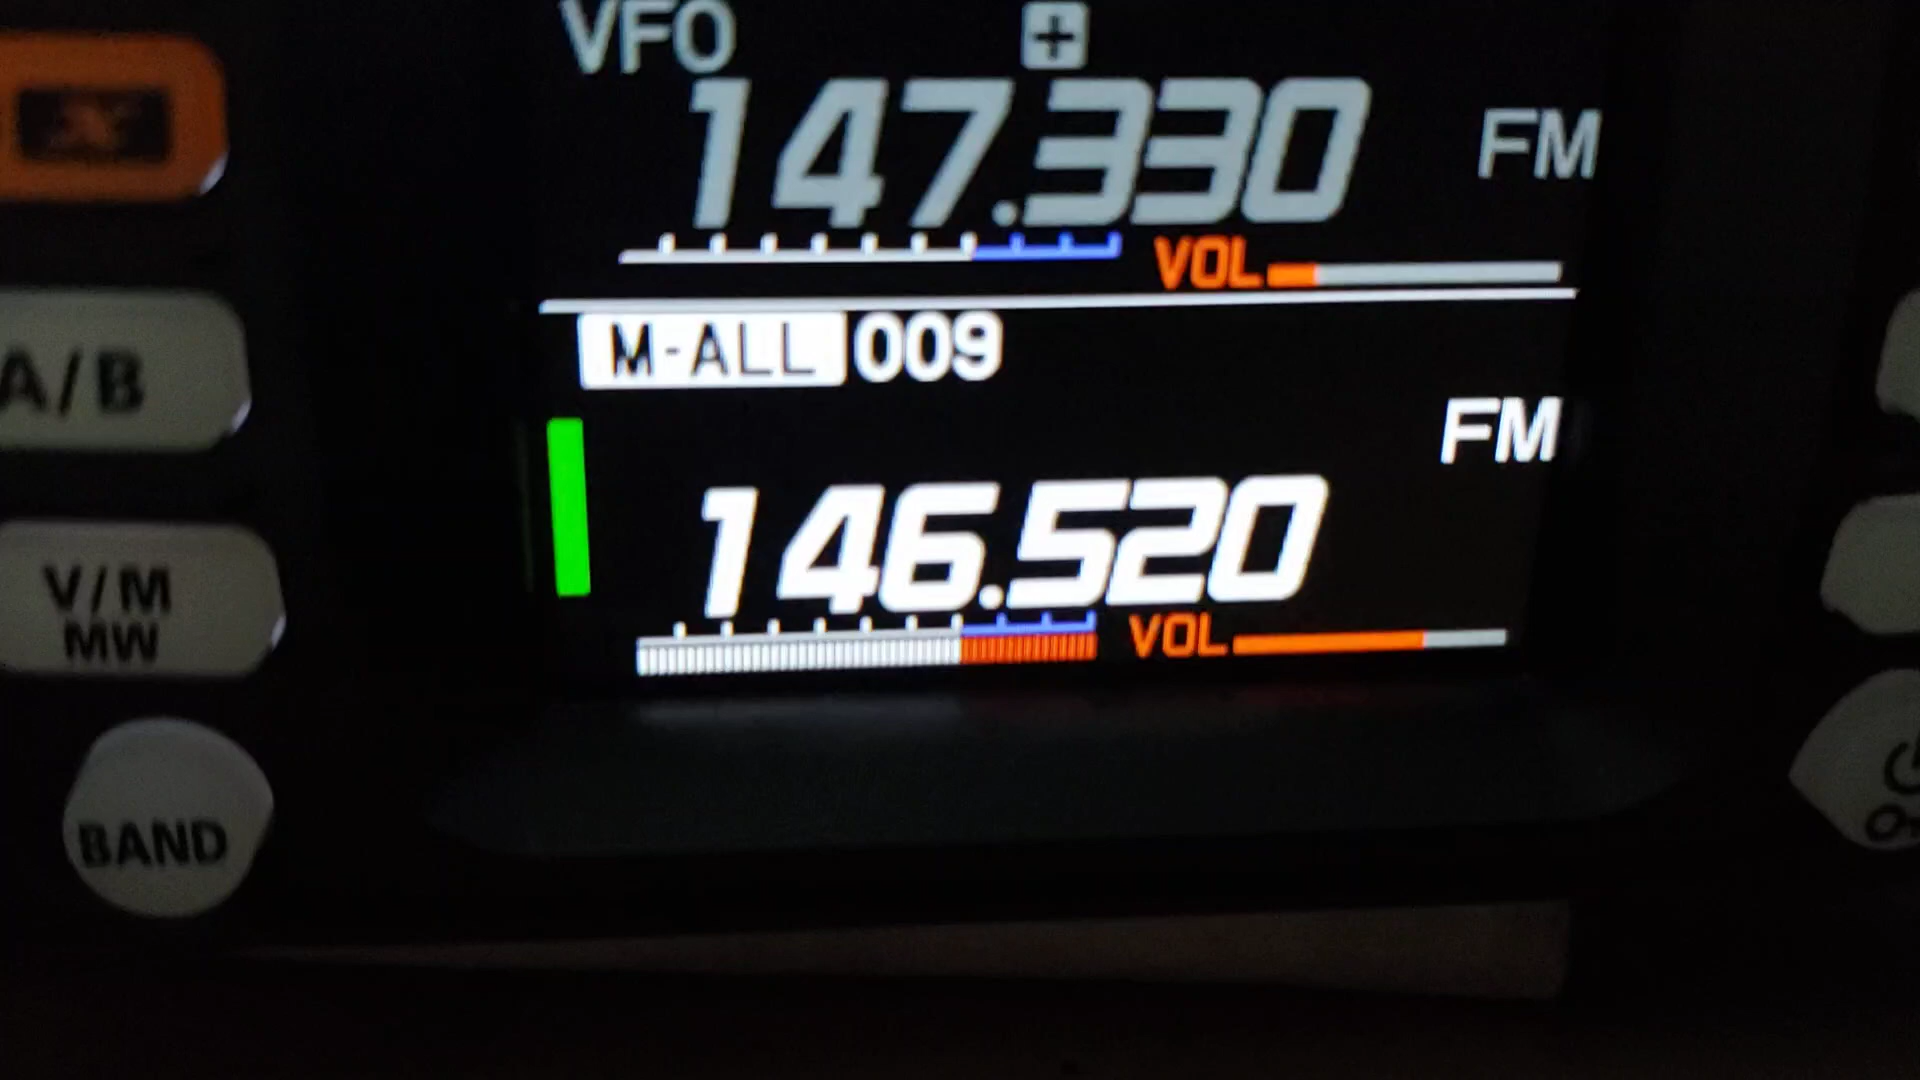 VFO +
147.330 FM
VOL
M-ALL 009
A/B
FM
146.520
V/M
MW
VOL
BAND